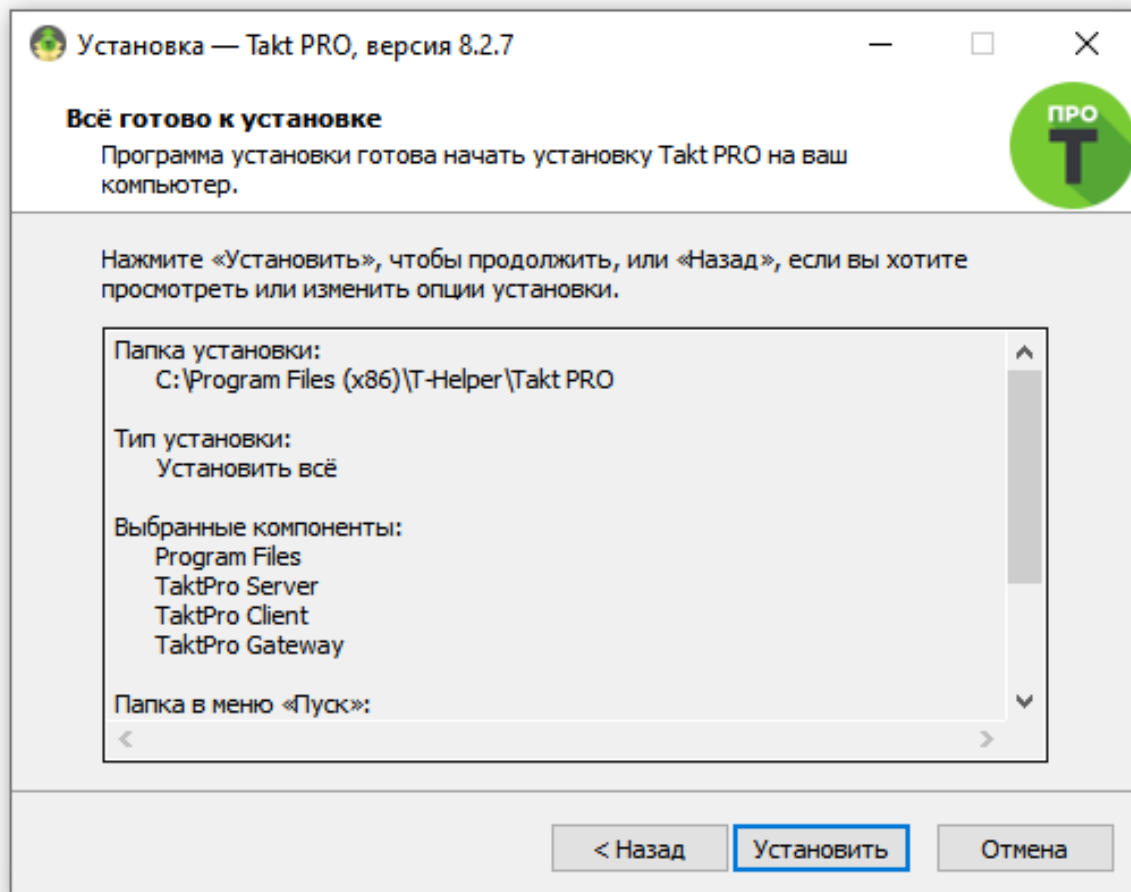 Установка — Takt PRO, версия 8.2.7
Всё готово к установке
Программа установки готова начать установку Takt PRO на ваш
компьютер.
ПРО
T
Нажмите «Установить», чтобы продолжить, или «Назад», если вы хотите
просмотреть или изменить опции установки.
Папка установки:
C:\Program Files (x86)\T-Helper\Takt PRO
Тип установки:
Установить всё
Выбранные компоненты:
Program Files
TaktPro Server
TaktPro Client
TaktPro Gateway
Папка в меню «Пуск»:
< Назад
Установить
Отмена